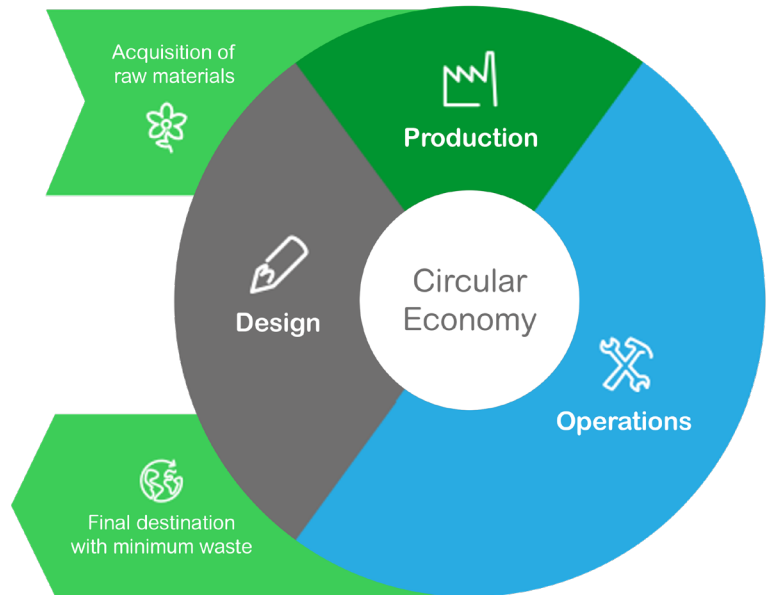 Acquisition of
raw materials
Production
Design
Circular
Economy
Operations
Final destination
with minimum waste